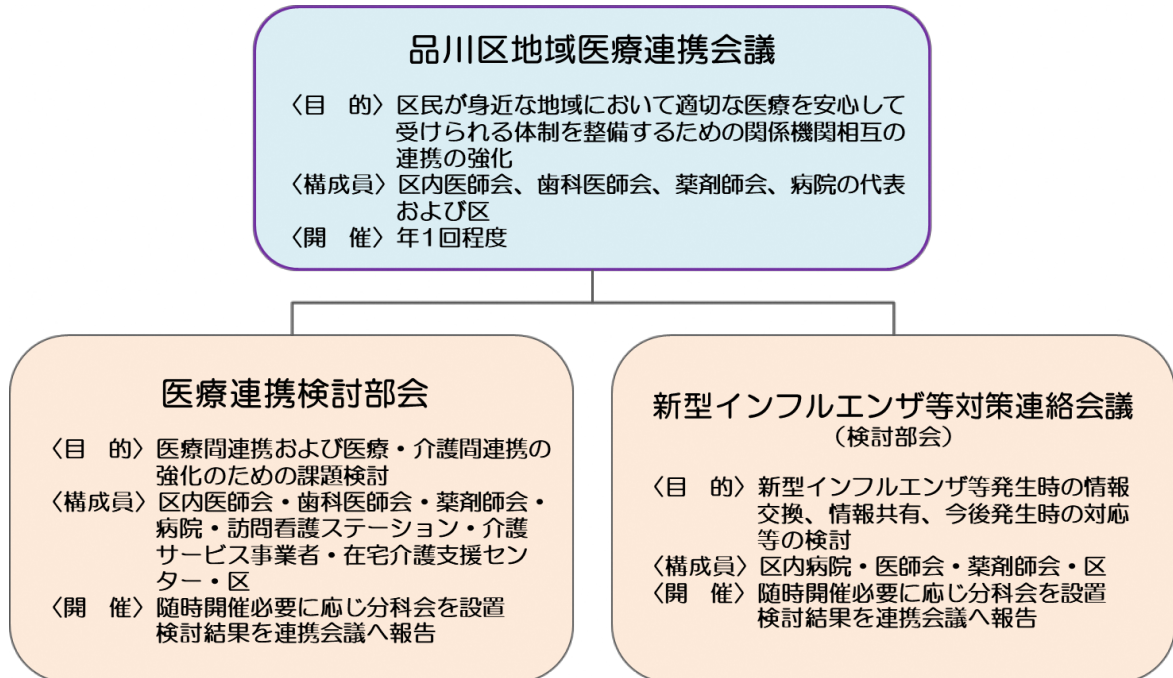 品川区地域医療連携会議
〈目　的〉区民が身近な地域において適切な医療を安心して
受けられる体制を整備するための関係機関相互の
連携の強化
〈構成員〉区内医師会、歯科医師会、薬剤師会、病院の代表
および区
〈開　催〉年1回程度
医療連携検討部会
〈目　的〉医療間連携および医療・介護間連携の
強化のための課題検討
〈構成員〉区内医師会・歯科医師会・薬剤師会・
病院・訪問看護ステーション・介護
サービス事業者・在宅介護支援セン
ター・区
〈開　催〉随時開催必要に応じ分科会を設置
検討結果を連携会議へ報告
新型インフルエンザ等対策連絡会議
（検討部会）
〈目　的〉新型インフルエンザ等発生時の情報
交換、情報共有、今後発生時の対応
等の検討
〈構成員〉区内病院・医師会・薬剤師会・区
〈開　催〉随時開催必要に応じ分科会を設置
検討結果を連携会議へ報告